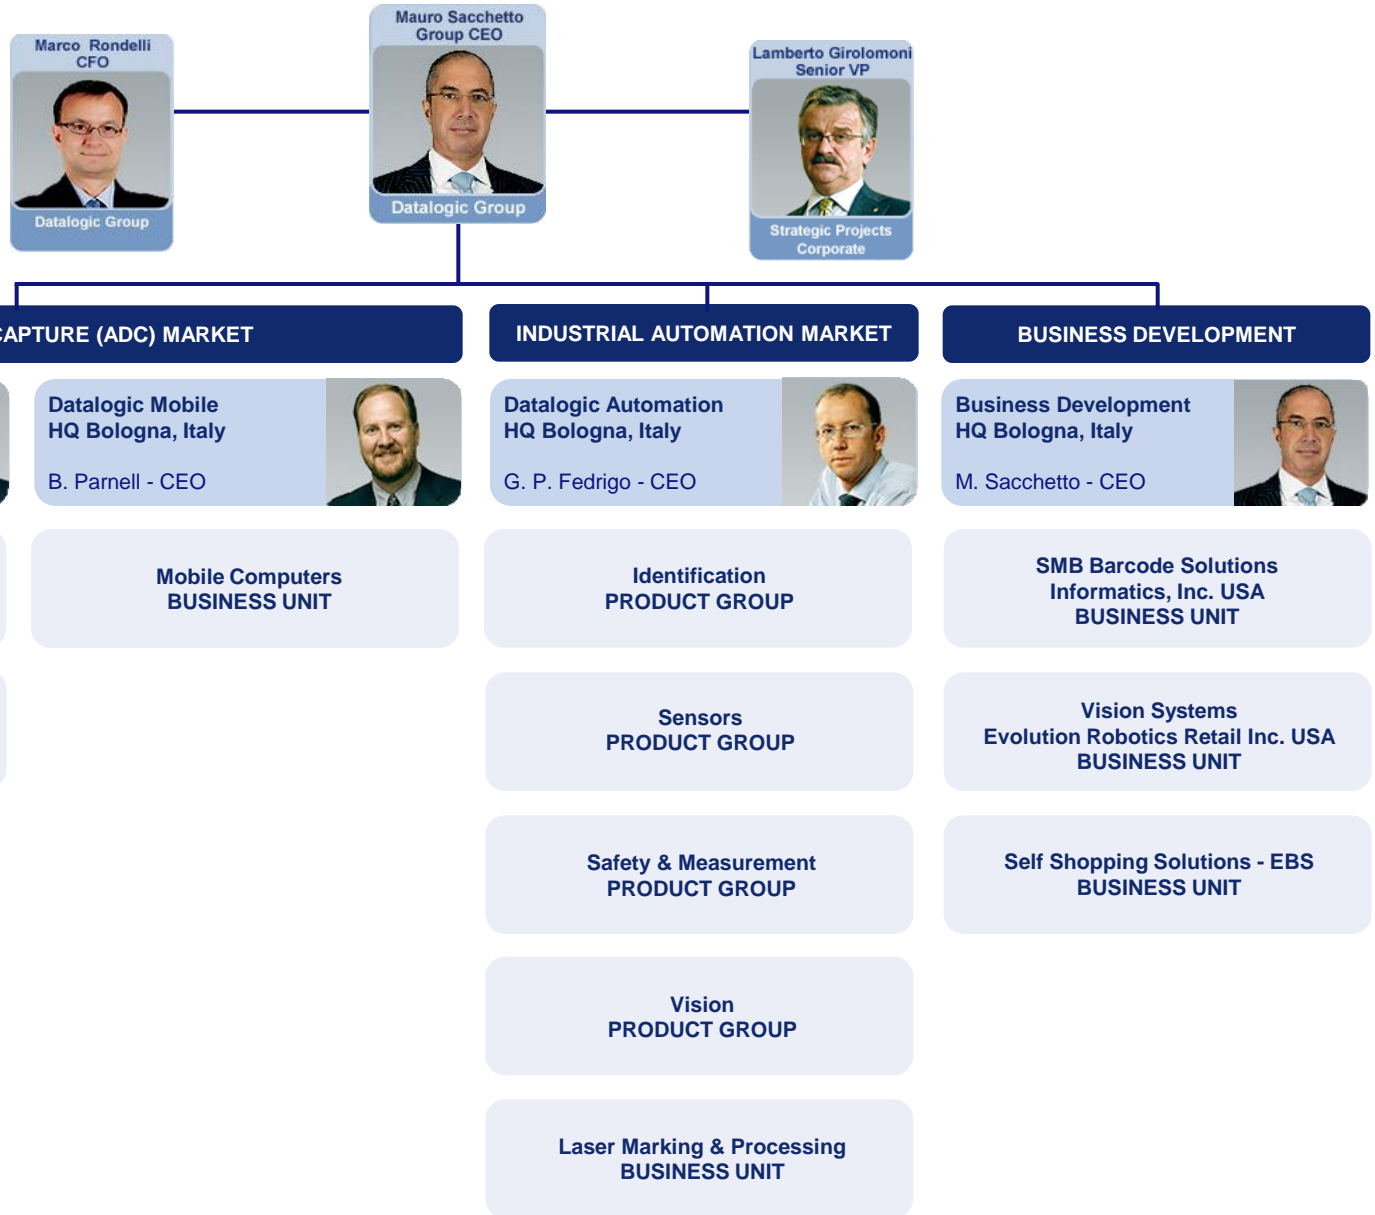 Mauro Sacchetto
Group CEO
Datalogic Group
Marco Rondelli
CFO
Datalogic Group
Lamberto Girolomoni
Senior VP
Strategic Projects
Corporate
CAPTURE (ADC) MARKET
Datalogic Mobile
HQ Bologna, Italy
B. Parnell - CEO
Mobile Computers
BUSINESS UNIT
INDUSTRIAL AUTOMATION MARKET
Datalogic Automation
HQ Bologna, Italy
G. P. Fedrigo - CEO
Identification
PRODUCT GROUP
Sensors
PRODUCT GROUP
Safety & Measurement
PRODUCT GROUP
Vision
PRODUCT GROUP
Laser Marking & Processing
BUSINESS UNIT
BUSINESS DEVELOPMENT
Business Development
HQ Bologna, Italy
M. Sacchetto - CEO
SMB Barcode Solutions
Informatics, Inc. USA
BUSINESS UNIT
Vision Systems
Evolution Robotics Retail Inc. USA
BUSINESS UNIT
Self Shopping Solutions - EBS
BUSINESS UNIT